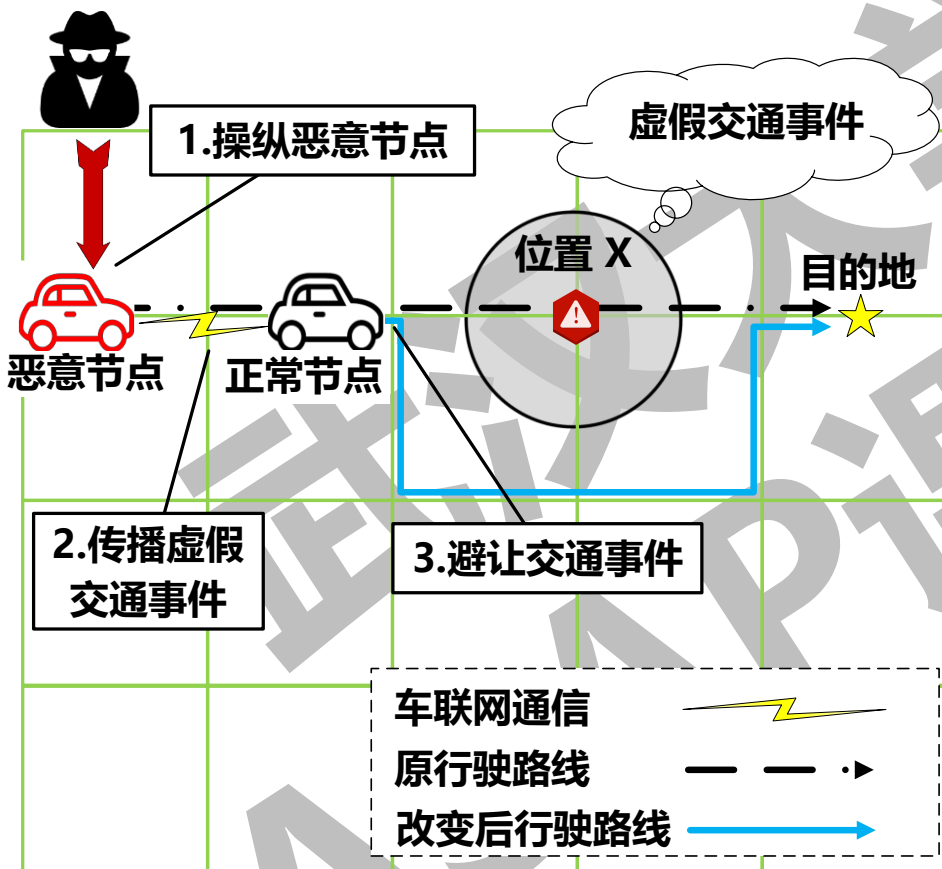 1.操纵恶意节点
虚假交通事件
位置 X
目的地
恶意节点
正常节点
2.传播虚假
交通事件
3.避让交通事件
车联网通信
原行驶路线
改变后行驶路线